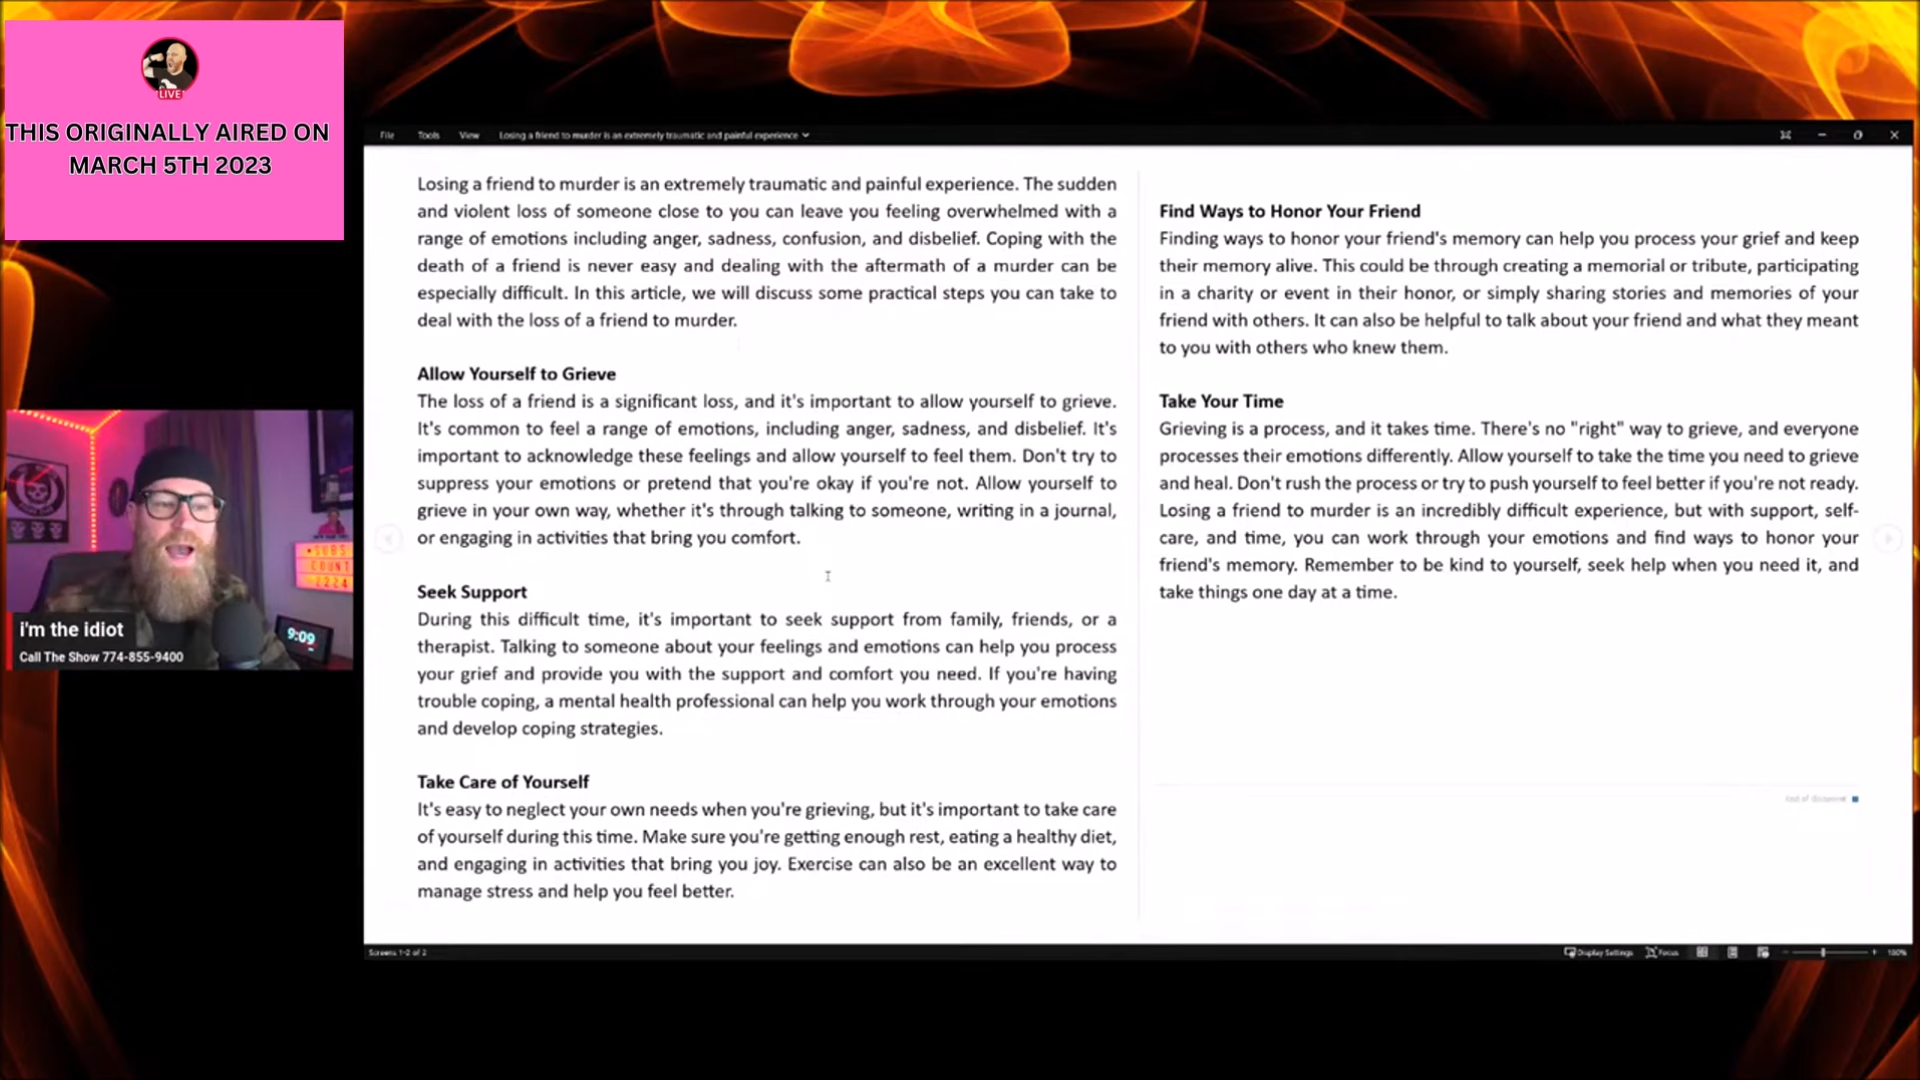 LIVE
THIS ORIGINALLY AIRED ON
MARCH 5TH 2023
File Tools View Losing a friend to murder is an extremely traumatic and painful experience
Losing a friend to murder is an extremely traumatic and painful experience. The sudden
and violent loss of someone close to you can leave you feeling overwhelmed with a
range of emotions including anger, sadness, confusion, and disbelief. Coping with the
death of a friend is never easy and dealing with the aftermath of a murder can be
especially difficult. In this article, we will discuss some practical steps you can take to
deal with the loss of a friend to murder.
Allow Yourself to Grieve
The loss of a friend is a significant loss, and it's important to allow yourself to grieve.
It's common to feel a range of emotions, including anger, sadness, and disbelief. It's
important to acknowledge these feelings and allow yourself to feel them. Don't try to
suppress your emotions or pretend that you're okay if you're not. Allow yourself to
grieve in your own way, whether it's through talking to someone, writing in a journal,
or engaging in activities that bring you comfort.
Seek Support
During this difficult time, it's important to seek support from family, friends, or a
therapist. Talking to someone about your feelings and emotions can help you process
your grief and provide you with the support and comfort you need. If you're having
trouble coping, a mental health professional can help you work through your emotions
and develop coping strategies.
Take Care of Yourself
It's easy to neglect your own needs when you're grieving, but it's important to take care
of yourself during this time. Make sure you're getting enough rest, eating a healthy diet,
and engaging in activities that bring you joy. Exercise can also be an excellent way to
manage stress and help you feel better.
Find Ways to Honor Your Friend
Finding ways to honor your friend's memory can help you process your grief and keep
their memory alive. This could be through creating a memorial or tribute, participating
in a charity or event in their honor, or simply sharing stories and memories of your
friend with others. It can also be helpful to talk about your friend and what they meant
to you with others who knew them.
Take Your Time
Grieving is a process, and it takes time. There's no "right" way to grieve, and everyone
processes their emotions differently. Allow yourself to take the time you need to grieve
and heal. Don't rush the process or try to push yourself to feel better if you're not ready.
Losing a friend to murder is an incredibly difficult experience, but with support, self-
care, and time, you can work through your emotions and find ways to honor your
friend's memory. Remember to be kind to yourself, seek help when you need it, and
take things one day at a time.
End of document
SUBS
COUNT
2224
9:09
i'm the idiot
Call The Show 774-855-9400
Screens 1-2 of 2
Display Settings Focus